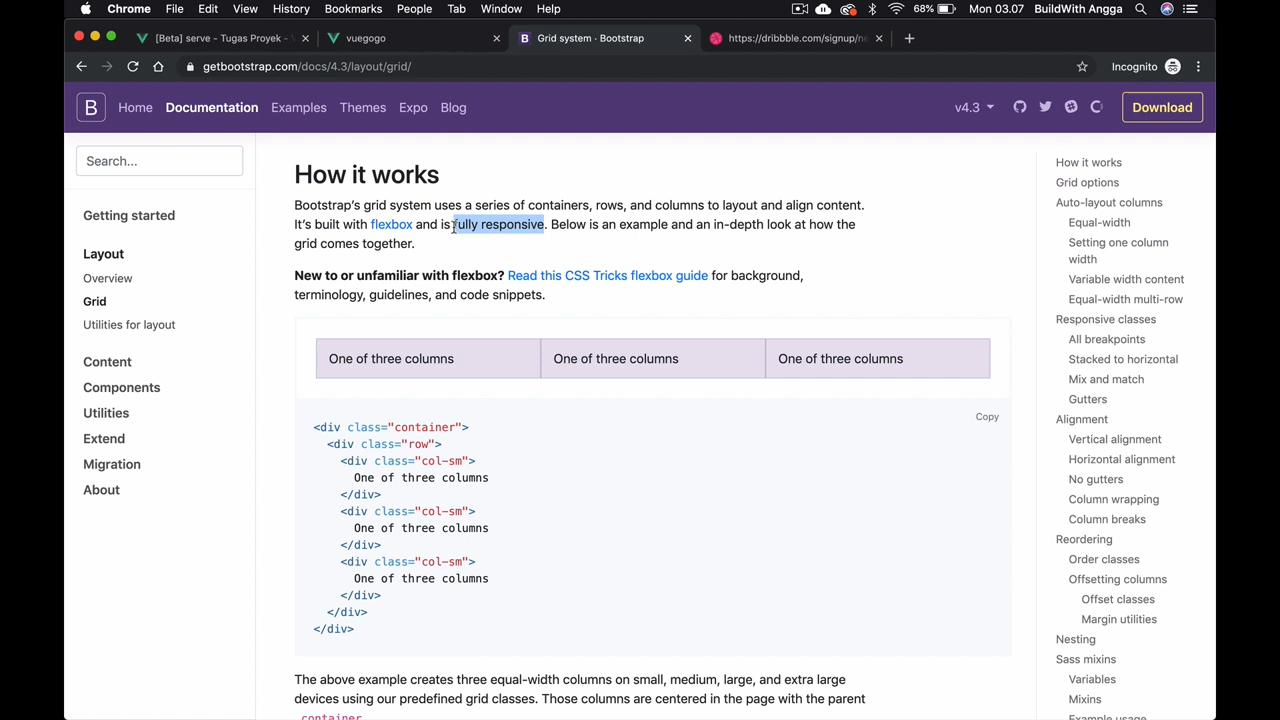 Chrome File Edit View History Bookmarks People Tab Window Help 68% Mon 03.07 BuildWith Angga
[Beta] serve - Tugas Proyek - vuegogo Grid system · Bootstrap https://dribbble.com/signup/ne
getbootstrap.com/docs/4.3/layout/grid/ Incognito
B Home Documentation Examples Themes Expo Blog v4.3 Download
Search...
Getting started
Layout
Overview
Grid
Utilities for layout
Content
Components
Utilities
Extend
Migration
About
How it works
Bootstrap’s grid system uses a series of containers, rows, and columns to layout and align content.
It’s built with flexbox and is fully responsive. Below is an example and an in-depth look at how the
grid comes together.
New to or unfamiliar with flexbox? Read this CSS Tricks flexbox guide for background,
terminology, guidelines, and code snippets.
One of three columns One of three columns One of three columns
Copy
<div class="container">
<div class="row">
<div class="col-sm">
One of three columns
</div>
<div class="col-sm">
One of three columns
</div>
<div class="col-sm">
One of three columns
</div>
</div>
</div>
The above example creates three equal-width columns on small, medium, large, and extra large
devices using our predefined grid classes. Those columns are centered in the page with the parent
.container
How it works
Grid options
Auto-layout columns
Equal-width
Setting one column
width
Variable width content
Equal-width multi-row
Responsive classes
All breakpoints
Stacked to horizontal
Mix and match
Gutters
Alignment
Vertical alignment
Horizontal alignment
No gutters
Column wrapping
Column breaks
Reordering
Order classes
Offsetting columns
Offset classes
Margin utilities
Nesting
Sass mixins
Variables
Mixins
Example usage